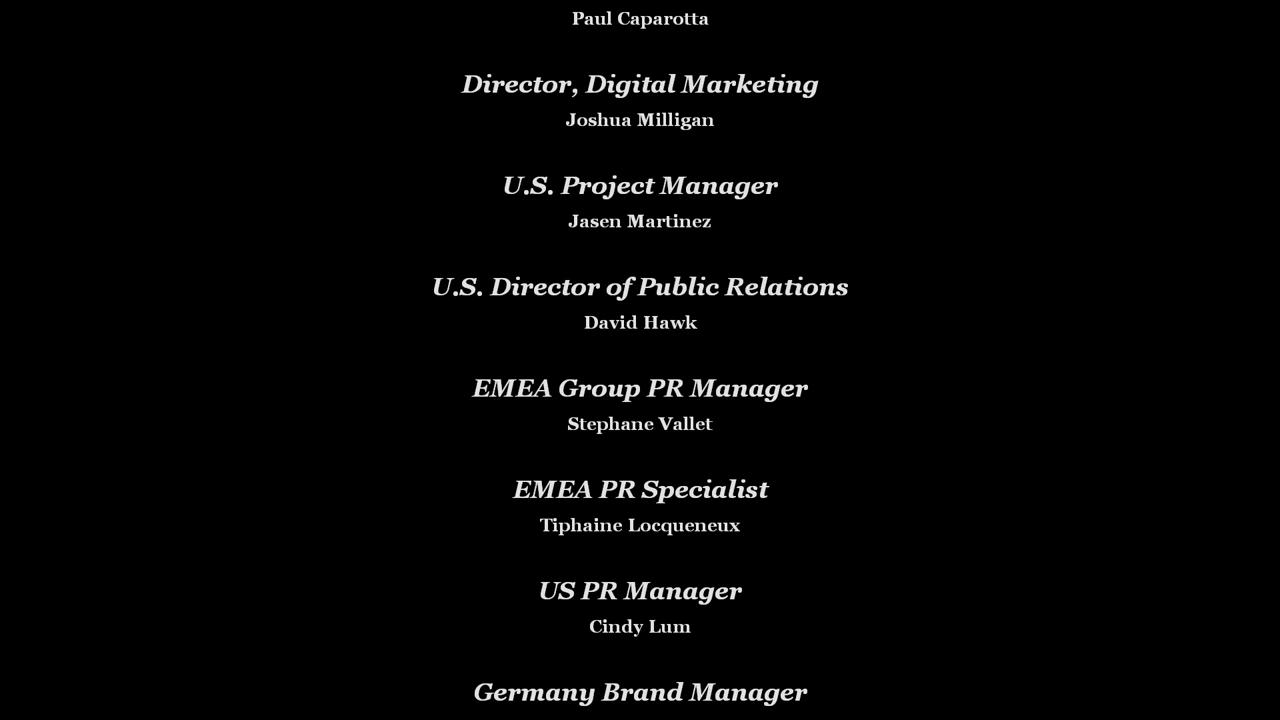 Paul Caparotta
Director, Digital Marketing
Joshua Milligan
U.S. Project Manager
Jasen Martinez
U.S. Director of Public Relations
David Hawk
EMEA Group PR Manager
Stephane Vallet
EMEA PR Specialist
Tiphaine Locqueneux
US PR Manager
Cindy Lum
Germany Brand Manager